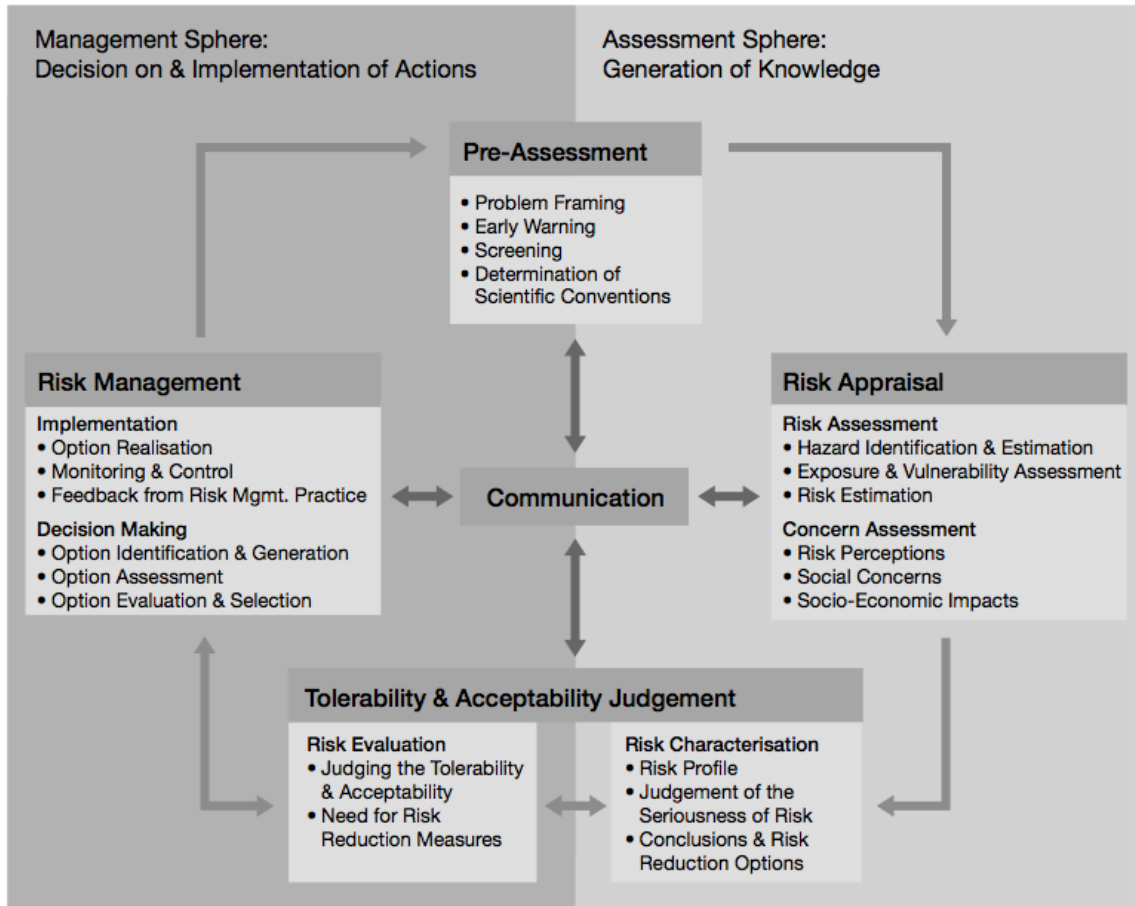 Management Sphere:
Decision on & Implementation of Actions
Assessment Sphere:
Generation of Knowledge
Pre-Assessment
• Problem Framing
• Early Warning
• Screening
• Determination of
Scientific Conventions
Risk Management
Implementation
• Option Realisation
• Monitoring & Control
• Feedback from Risk Mgmt. Practice
Decision Making
• Option Identification & Generation
• Option Assessment
• Option Evaluation & Selection
Communication
Risk Appraisal
Risk Assessment
• Hazard Identification & Estimation
• Exposure & Vulnerability Assessment
• Risk Estimation
Concern Assessment
• Risk Perceptions
• Social Concerns
• Socio-Economic Impacts
Tolerability & Acceptability Judgement
Risk Evaluation
• Judging the Tolerability
& Acceptability
• Need for Risk
Reduction Measures
Risk Characterisation
• Risk Profile
• Judgement of the
Seriousness of Risk
• Conclusions & Risk
Reduction Options